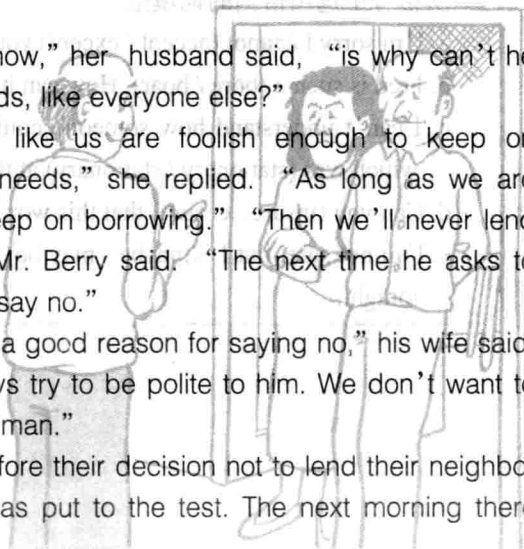 now," her husband said, "is why can't he
ds, like everyone else?"
like us are foolish enough to keep on
needs," she replied. "As long as we are
eep on borrowing." "Then we'll never lend
Mr. Berry said. "The next time he asks to
say no."
a good reason for saying no," his wife said
ys try to be polite to him. We don't want to
man."
fore their decision not to lend their neighbo
as put to the test. The next morning there